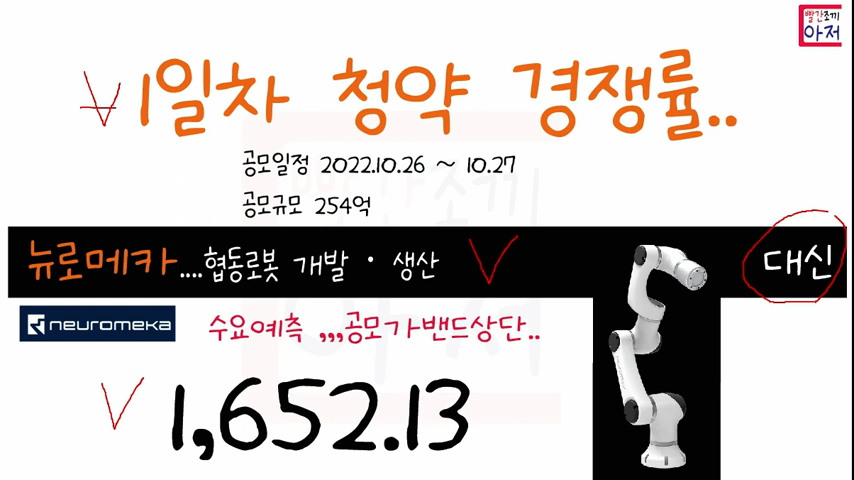 빨간조끼
아저
1일차 청약 경쟁률..
공모일정 2022.10.26 ~ 10.27
공모규모 254억
뉴로메카....협동로봇 개발 · 생산
대신
neuromeka
수요예측 ,,,공모가밴드상단..
1,652.13